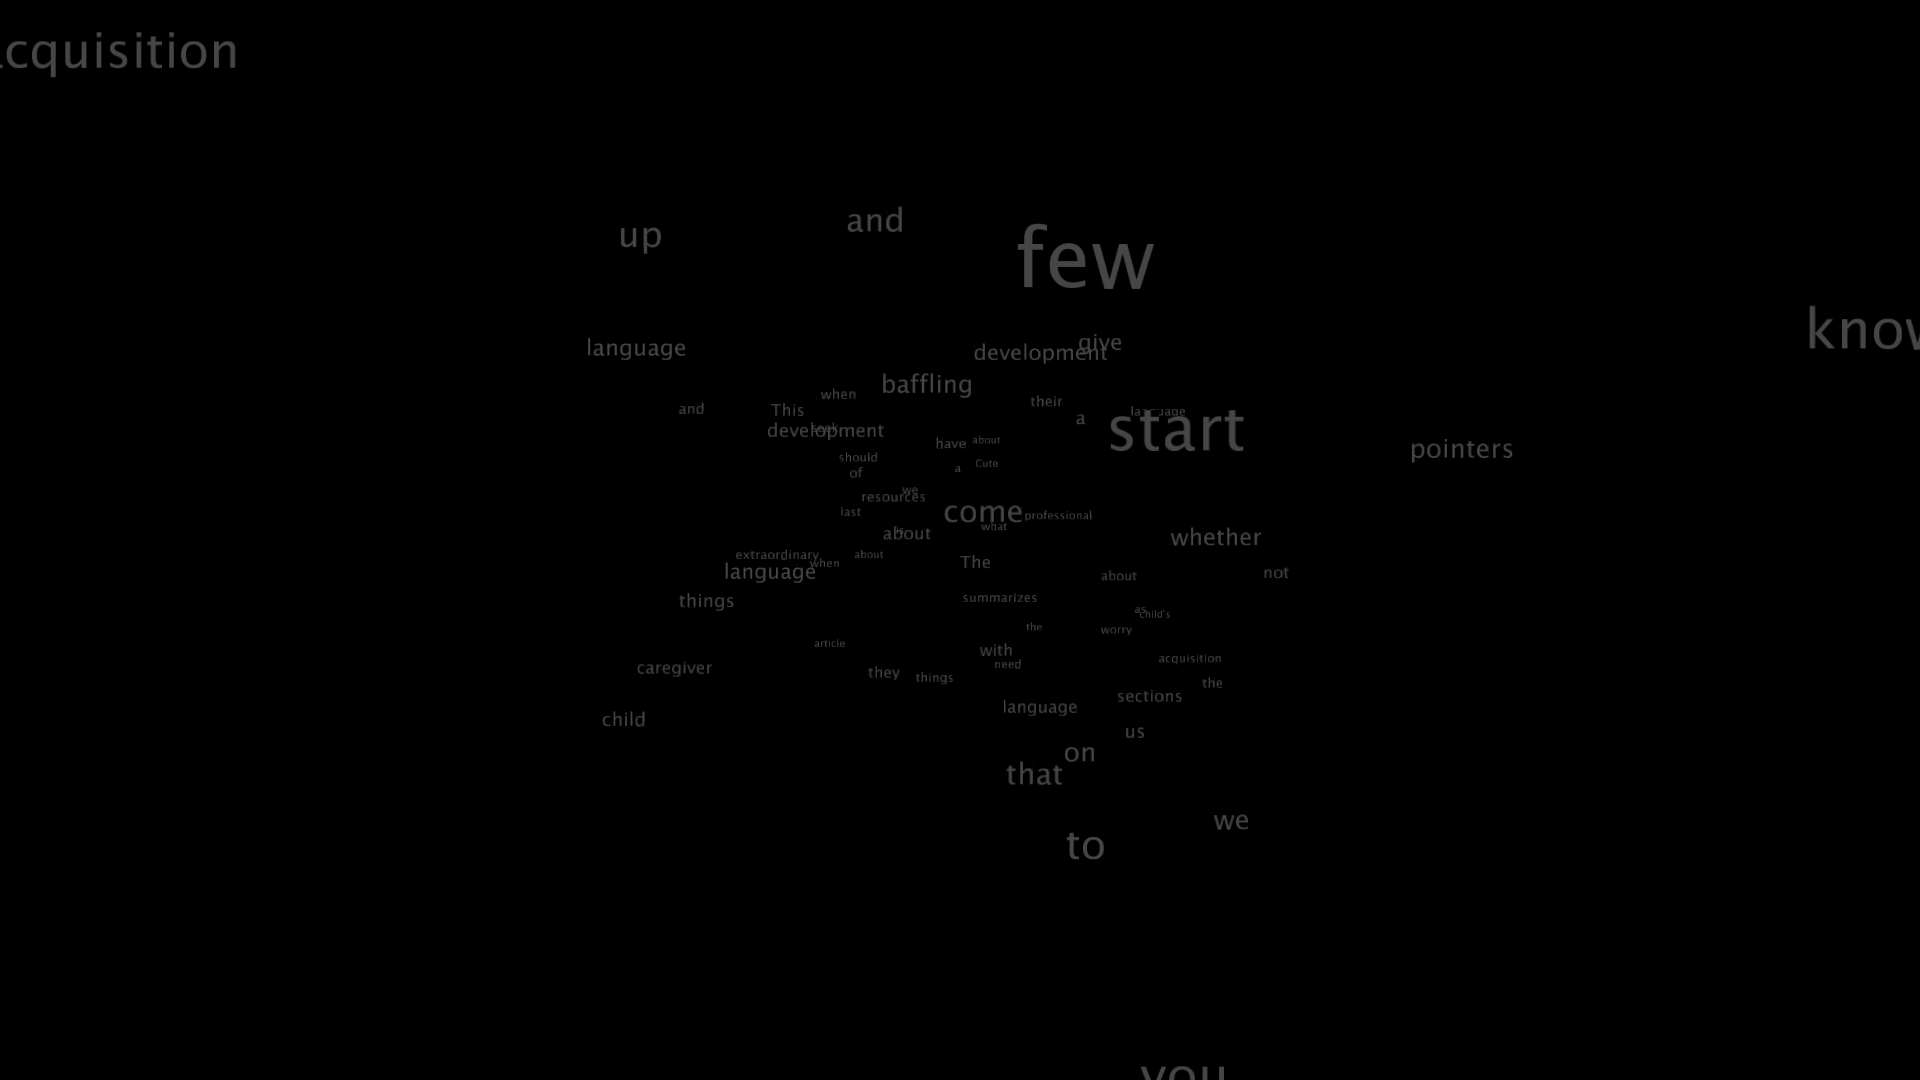 cquisition
and
up
few
know
give
language
development
baffling
when
their
and
This
a
language
start
seek
development
have
about
pointers
should
a
Cute
of
we
resources
last
come
professional
what
about
whether
extraordinary
about
when
The
language
about
not
things
summarizes
as
child's
the
worry
article
with
acquisition
need
caregiver
they
things
the
sections
language
child
us
on
that
we
to
you